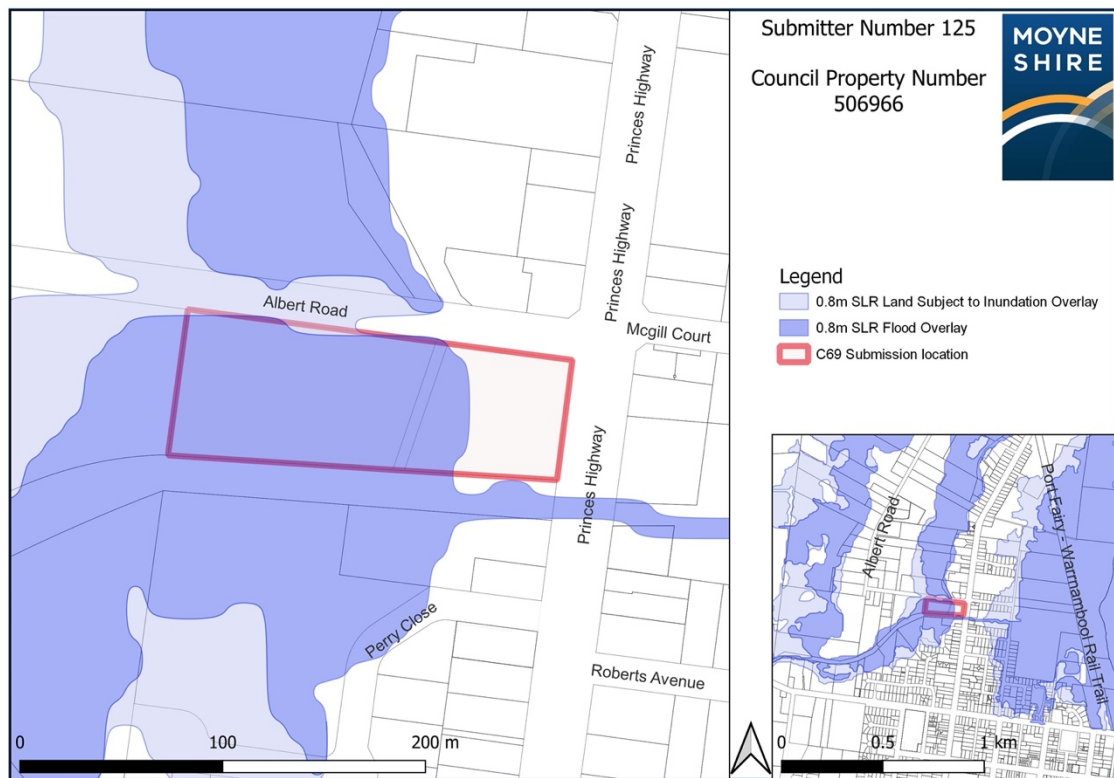 Submitter Number 125
Council Property Number
506966
MOYNE
SHIRE
Legend
0.8m SLR Land Subject to Inundation Overlay
0.8m SLR Flood Overlay
C69 Submission location
Princes Highway
Princes Highway
Albert Road
Mcgill Court
Princes Highway
Perry Close
Roberts Avenue
0 100 200 m
Albert Road
Port Fairy - Warrnambool Rail Trail
0 0.5 1 km